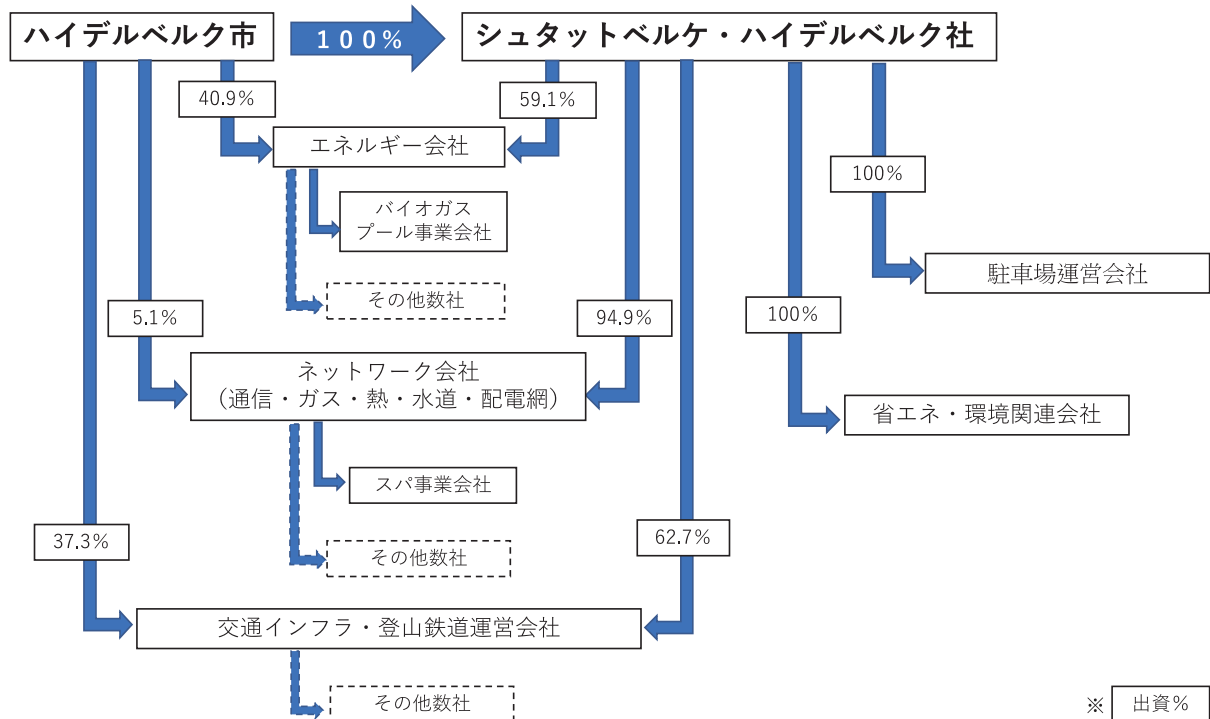 ハイデルベルク市
１００％
シュタットベルケ・ハイデルベルク社
40.9%
59.1%
エネルギー会社
100%
バイオガス
プール事業会社
駐車場運営会社
その他数社
5.1%
94.9%
100%
ネットワーク会社
（通信・ガス・熱・水道・配電網）
省エネ・環境関連会社
スパ事業会社
37.3%
62.7%
その他数社
交通インフラ・登山鉄道運営会社
その他数社
※ 出資%